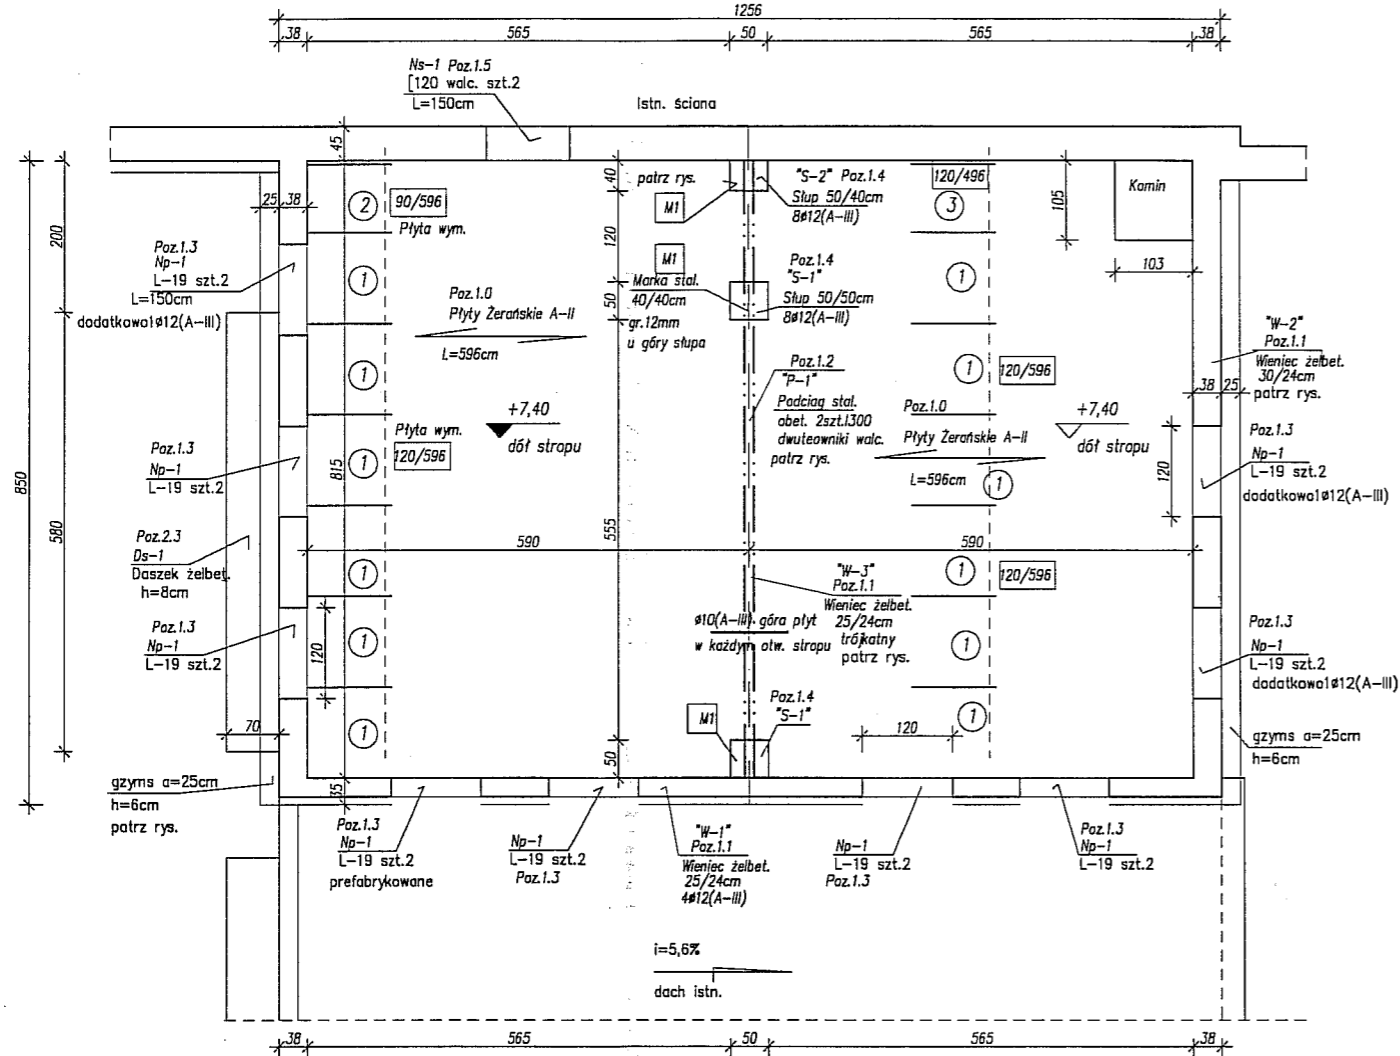 1256
38
565
50
565
38
Ns-1 Poz.1.5
[120 walc. szt.2
L=150cm
Istn. ściana
45
40
patrz rys.
M1
"S-2" Poz.1.4
Słup 50/40cm
8ø12(A-III)
120/496
3
105
Komin
103
25
38
2
90/596
Płyta wym.
200
120
Poz.1.3
Np-1
L-19 szt.2
L=150cm
dodatkowo1ø12(A-III)
1
Poz.1.0
Płyty Żerańskie A-II
L=596cm
M1
Marka stal.
40/40cm
gr.12mm
u góry słupa
50
Poz.1.4
"S-1"
Słup 50/50cm
8ø12(A-III)
1
"W-2"
Poz.1.1
Wieniec żelbet.
30/24cm
patrz rys.
38
25
1
Poz.1.2
"P-1"
Podciąg stal.
obet. 2szt.I300
dwuteowniki walc.
patrz rys.
1
120/596
Poz.1.0
Płyty Żerańskie A-II
L=596cm
1
+7,40
dół stropu
+7,40
dół stropu
Płyta wym.
120/596
1
815
850
580
555
Poz.1.3
Np-1
L-19 szt.2
120
Poz.1.3
Np-1
L-19 szt.2
dodatkowo1ø12(A-III)
590
590
Poz.2.3
Ds-1
Daszek żelbet.
h=8cm
1
"W-3"
Poz.1.1
Wieniec żelbet.
25/24cm
trójkątny
patrz rys.
1
120/596
Poz.1.3
Np-1
L-19 szt.2
120
1
ø10(A-III) góra płyt
w każdym otw. stropu
1
Poz.1.3
Np-1
L-19 szt.2
dodatkowo1ø12(A-III)
70
1
M1
Poz.1.4
"S-1"
50
120
1
gzyms a=25cm
h=6cm
gzyms a=25cm
h=6cm
patrz rys.
35
Poz.1.3
Np-1
L-19 szt.2
prefabrykowane
Np-1
L-19 szt.2
Poz.1.3
"W-1"
Poz.1.1
Wieniec żelbet.
25/24cm
4ø12(A-III)
Np-1
L-19 szt.2
Poz.1.3
Poz.1.3
Np-1
L-19 szt.2
i=5,6%
dach istn.
38
565
50
565
38